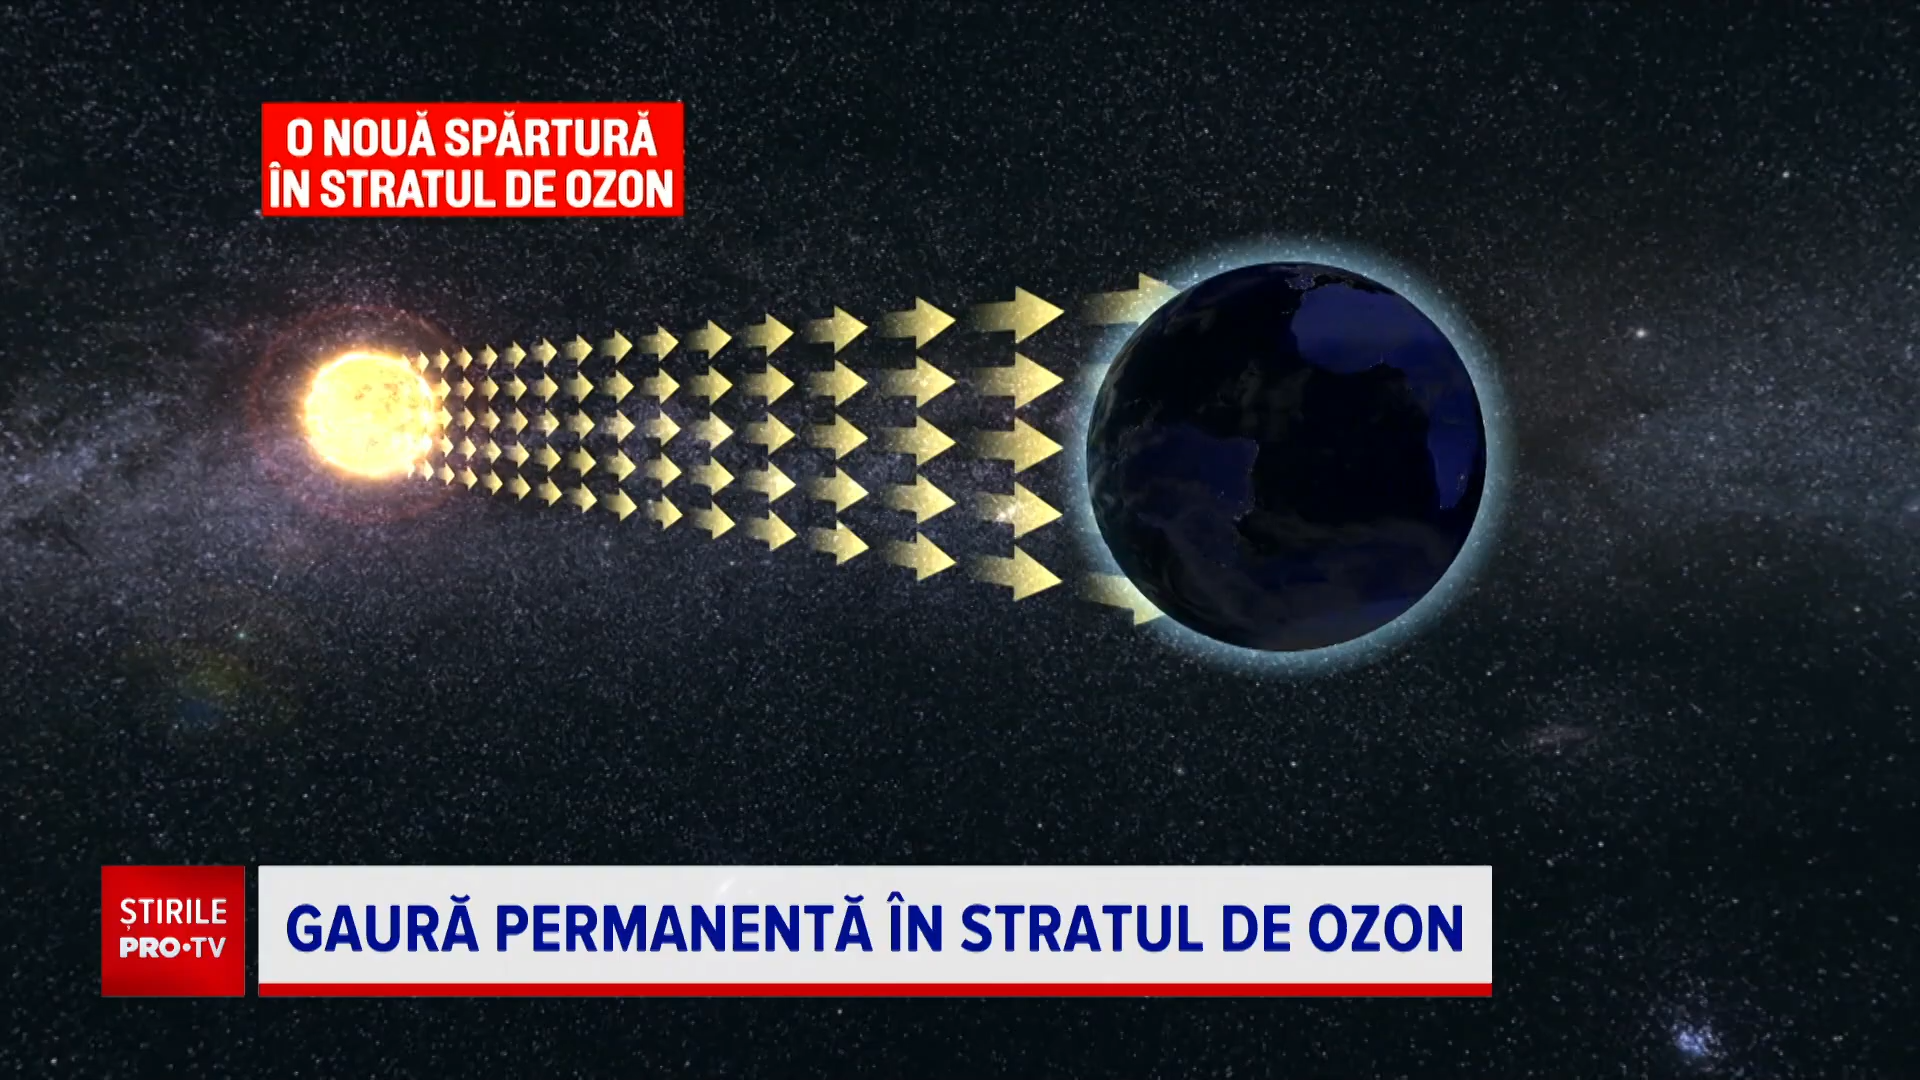 O NOUĂ SPĂRTURĂ
ÎN STRATUL DE OZON
ȘTIRILE
PRO•TV
GAURĂ PERMANENTĂ ÎN STRATUL DE OZON